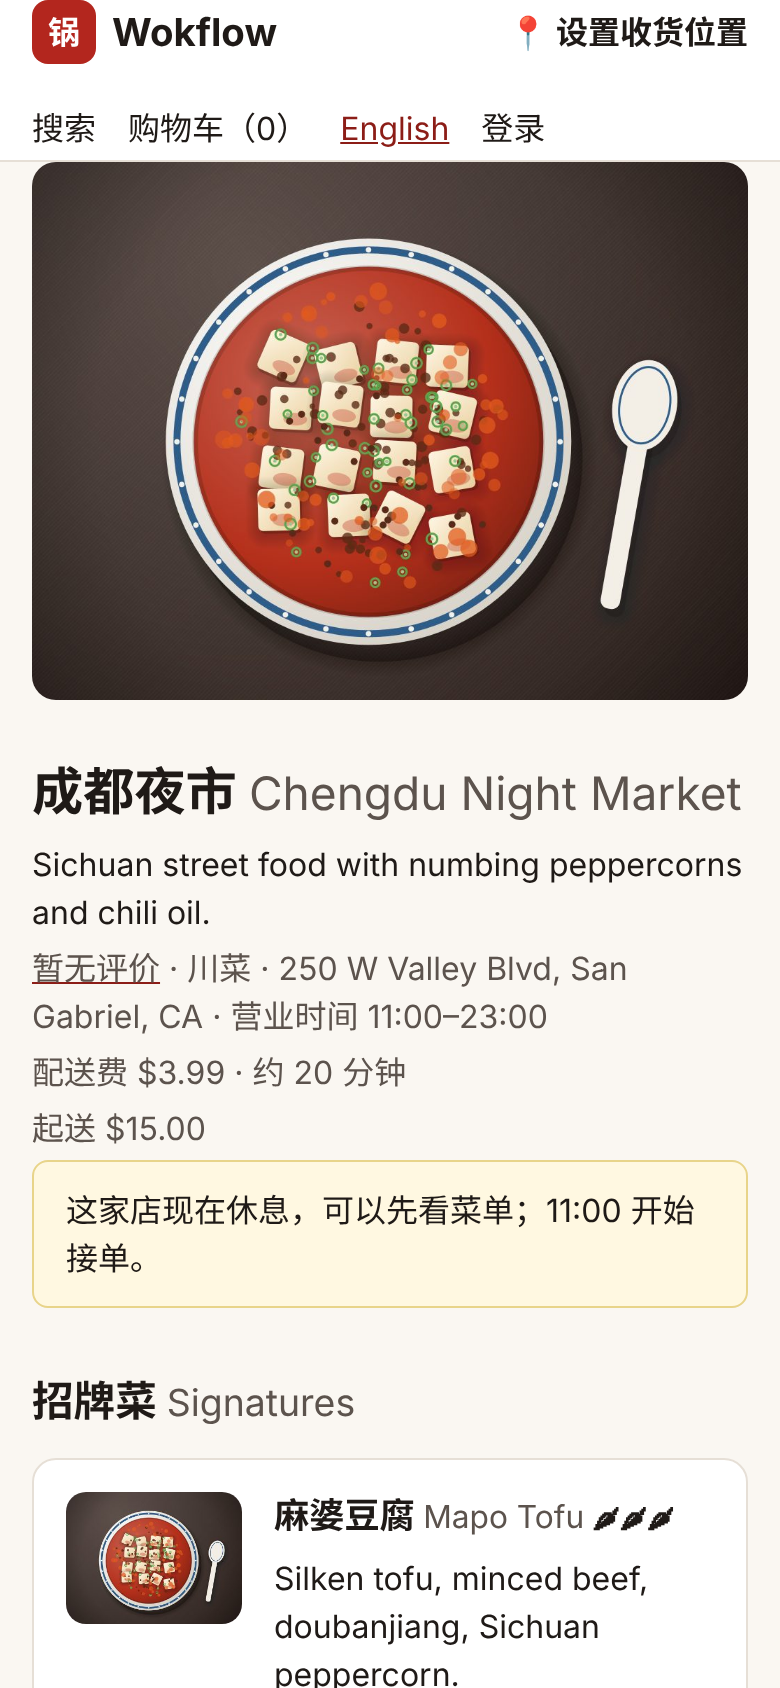 锅 Wokflow
📍 设置收货位置
搜索 购物车（0） English 登录
成都夜市 Chengdu Night Market
Sichuan street food with numbing peppercorns
and chili oil.
暂无评价 · 川菜 · 250 W Valley Blvd, San
Gabriel, CA · 营业时间 11:00–23:00
配送费 $3.99 · 约 20 分钟
起送 $15.00
这家店现在休息，可以先看菜单；11:00 开始
接单。
招牌菜 Signatures
麻婆豆腐 Mapo Tofu 🌶🌶🌶
Silken tofu, minced beef,
doubanjiang, Sichuan
peppercorn.